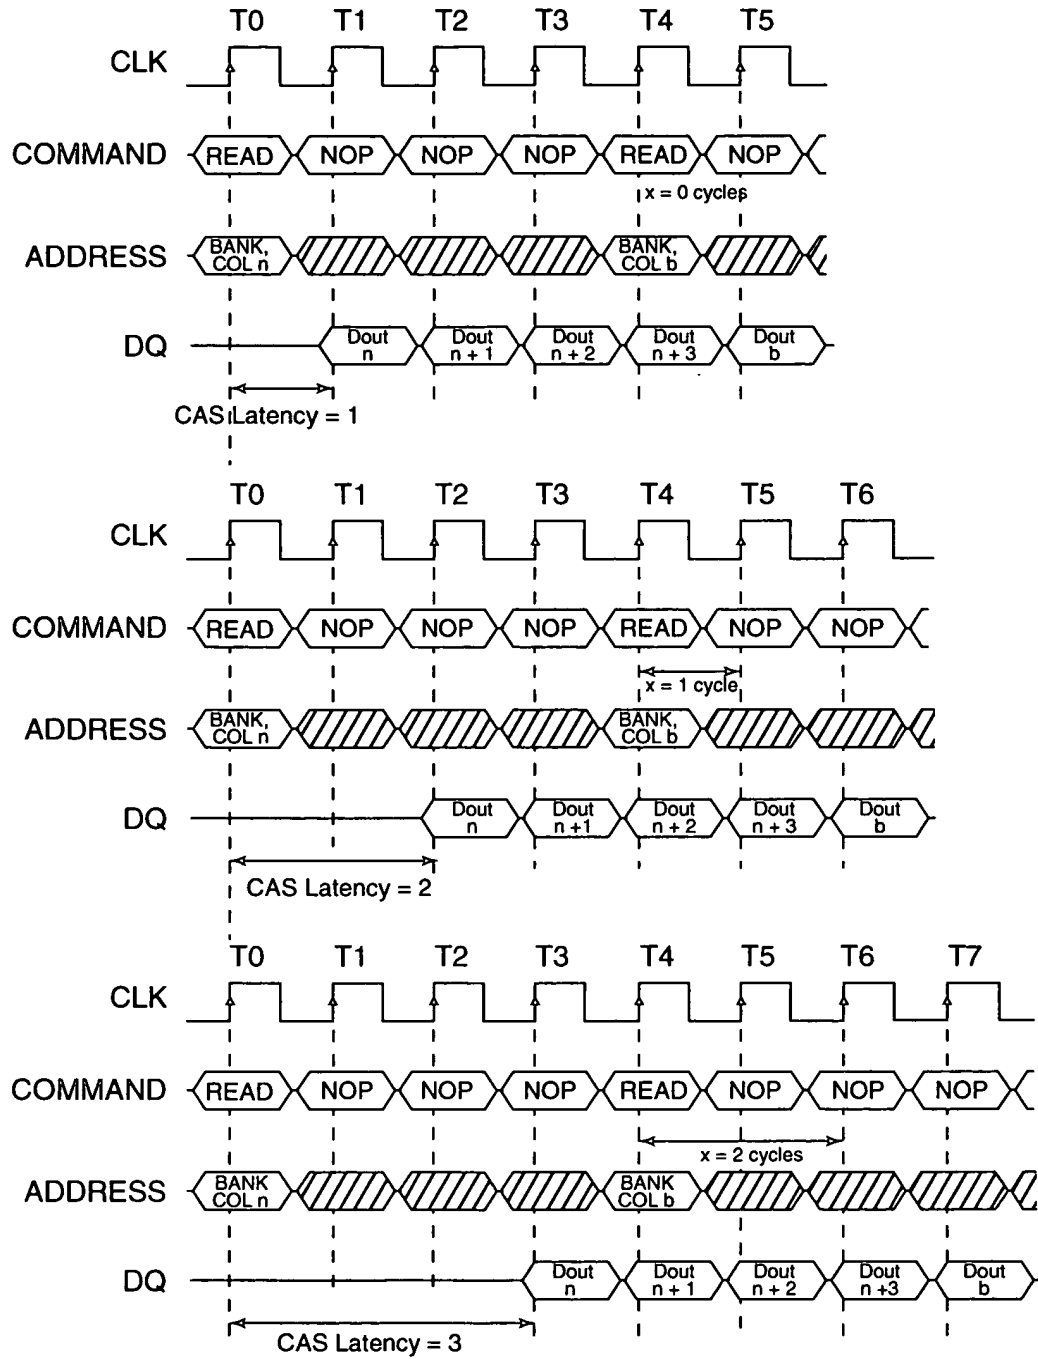 T0 T1 T2 T3 T4 T5
CLK
COMMAND READ NOP NOP NOP READ NOP
x = 0 cycles
ADDRESS BANK, COL n BANK, COL b
DQ Dout n Dout n + 1 Dout n + 2 Dout n + 3 Dout b
CAS Latency = 1
T0 T1 T2 T3 T4 T5 T6
CLK
COMMAND READ NOP NOP NOP READ NOP NOP
x = 1 cycle
ADDRESS BANK, COL n BANK, COL b
DQ Dout n Dout n +1 Dout n + 2 Dout n + 3 Dout b
CAS Latency = 2
T0 T1 T2 T3 T4 T5 T6 T7
CLK
COMMAND READ NOP NOP NOP READ NOP NOP NOP
x = 2 cycles
ADDRESS BANK COL n BANK COL b
DQ Dout n Dout n + 1 Dout n + 2 Dout n +3 Dout b
CAS Latency = 3